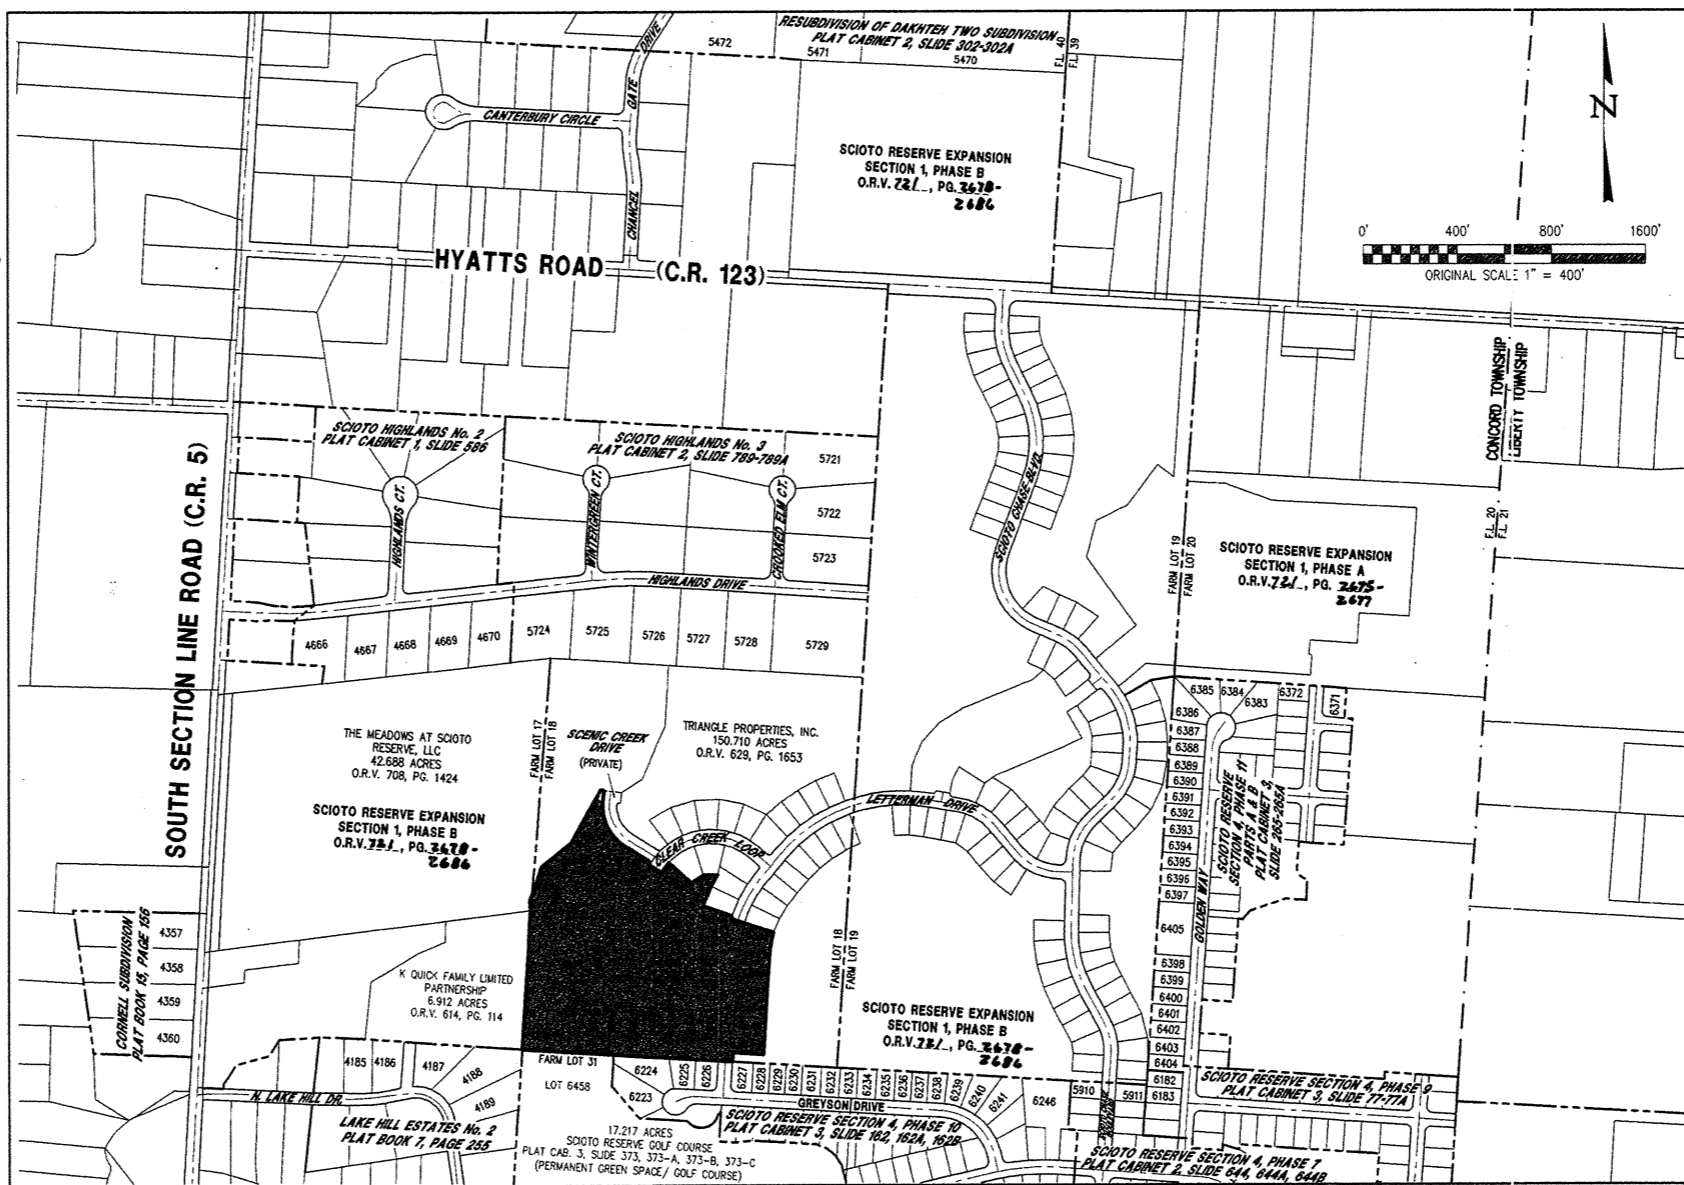 RESUBDIVISION OF DAKHTEH TWO SUBDIVISION
PLAT CABINET 2, SLIDE 302-302A
5472
5471
5470
F.L. 40
F.L. 39
GATE DRIVE
CANTERBURY CIRCLE
CHANCEL
N
SCIOTO RESERVE EXPANSION
SECTION 1, PHASE B
O.R.V. 721, PG. 2678-
2686
0' 400' 800' 1600'
ORIGINAL SCALE 1" = 400'
HYATTS ROAD (C.R. 123)
CONCORD TOWNSHIP
LIBERTY TOWNSHIP
SCIOTO HIGHLANDS No. 2
PLAT CABINET 1, SLIDE 586
SCIOTO HIGHLANDS No. 3
PLAT CABINET 2, SLIDE 789-789A
5721
5722
5723
HIGHLANDS CT.
WINTERGREEN CT.
CROOKED ELM CT.
HIGHLANDS DRIVE
SCIOTO CHASE BLVD.
FARM LOT 19
FARM LOT 20
F.L. 20
F.L. 21
SCIOTO RESERVE EXPANSION
SECTION 1, PHASE A
O.R.V. 721, PG. 2675-
2677
SOUTH SECTION LINE ROAD (C.R. 5)
4666
4667
4668
4669
4670
5724
5725
5726
5727
5728
5729
THE MEADOWS AT SCIOTO
RESERVE, LLC
42.688 ACRES
O.R.V. 708, PG. 1424
FARM LOT 17
FARM LOT 18
SCENIC CREEK
DRIVE
(PRIVATE)
TRIANGLE PROPERTIES, INC.
150.710 ACRES
O.R.V. 629, PG. 1653
SCIOTO RESERVE EXPANSION
SECTION 1, PHASE B
O.R.V. 721, PG. 2678-
2686
CLEAR CREEK LOOP
LETTERMAN DRIVE
6385
6384
6383
6372
6371
6386
6387
6388
6389
6390
6391
6392
6393
6394
6395
6396
6397
6405
6398
6399
6400
6401
6402
6403
6404
SCIOTO RESERVE
SECTION 4, PHASE 11
PARTS A & B
PLAT CABINET 3,
SLIDE 265-265A
GOLDEN WAY
CORNELL SUBDIVISION
PLAT BOOK 15, PAGE 156
4357
4358
4359
4360
K QUICK FAMILY LIMITED
PARTNERSHIP
6.912 ACRES
O.R.V. 614, PG. 114
FARM LOT 18
FARM LOT 19
SCIOTO RESERVE EXPANSION
SECTION 1, PHASE B
O.R.V. 721, PG. 2678-
2686
4185
4186
4187
4188
4189
N. LAKE HILL DR.
LAKE HILL ESTATES No. 2
PLAT BOOK 7, PAGE 255
FARM LOT 31
LOT 6458
6224
6223
6225
6226
6227
6228
6229
6230
6231
6232
6233
6234
6235
6236
6237
6238
6239
6240
6241
6246
5910
5911
6182
6183
GREYSON DRIVE
SCIOTO RESERVE SECTION 4, PHASE 10
PLAT CABINET 3, SLIDE 162, 162A, 162B
SCIOTO RESERVE SECTION 4, PHASE 9
PLAT CABINET 3, SLIDE 77-77A
17.217 ACRES
SCIOTO RESERVE GOLF COURSE
PLAT CAB. 3, SLIDE 373, 373-A, 373-B, 373-C
(PERMANENT GREEN SPACE/ GOLF COURSE)
SCIOTO RESERVE SECTION 4, PHASE 7
PLAT CABINET 2, SLIDE 644, 644A, 644B